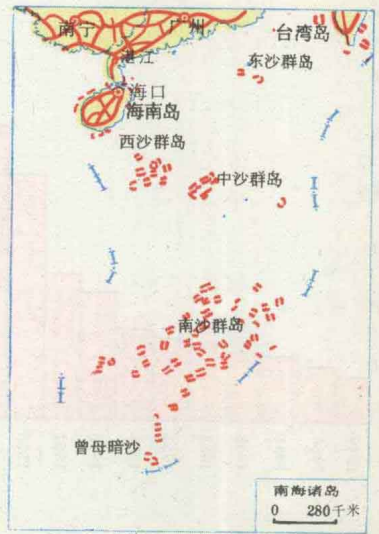 南宁
广州
台湾岛
湛江
东沙群岛
海口
海南岛
西沙群岛
中沙群岛
南沙群岛
曾母暗沙
南海诸岛
0 280千米